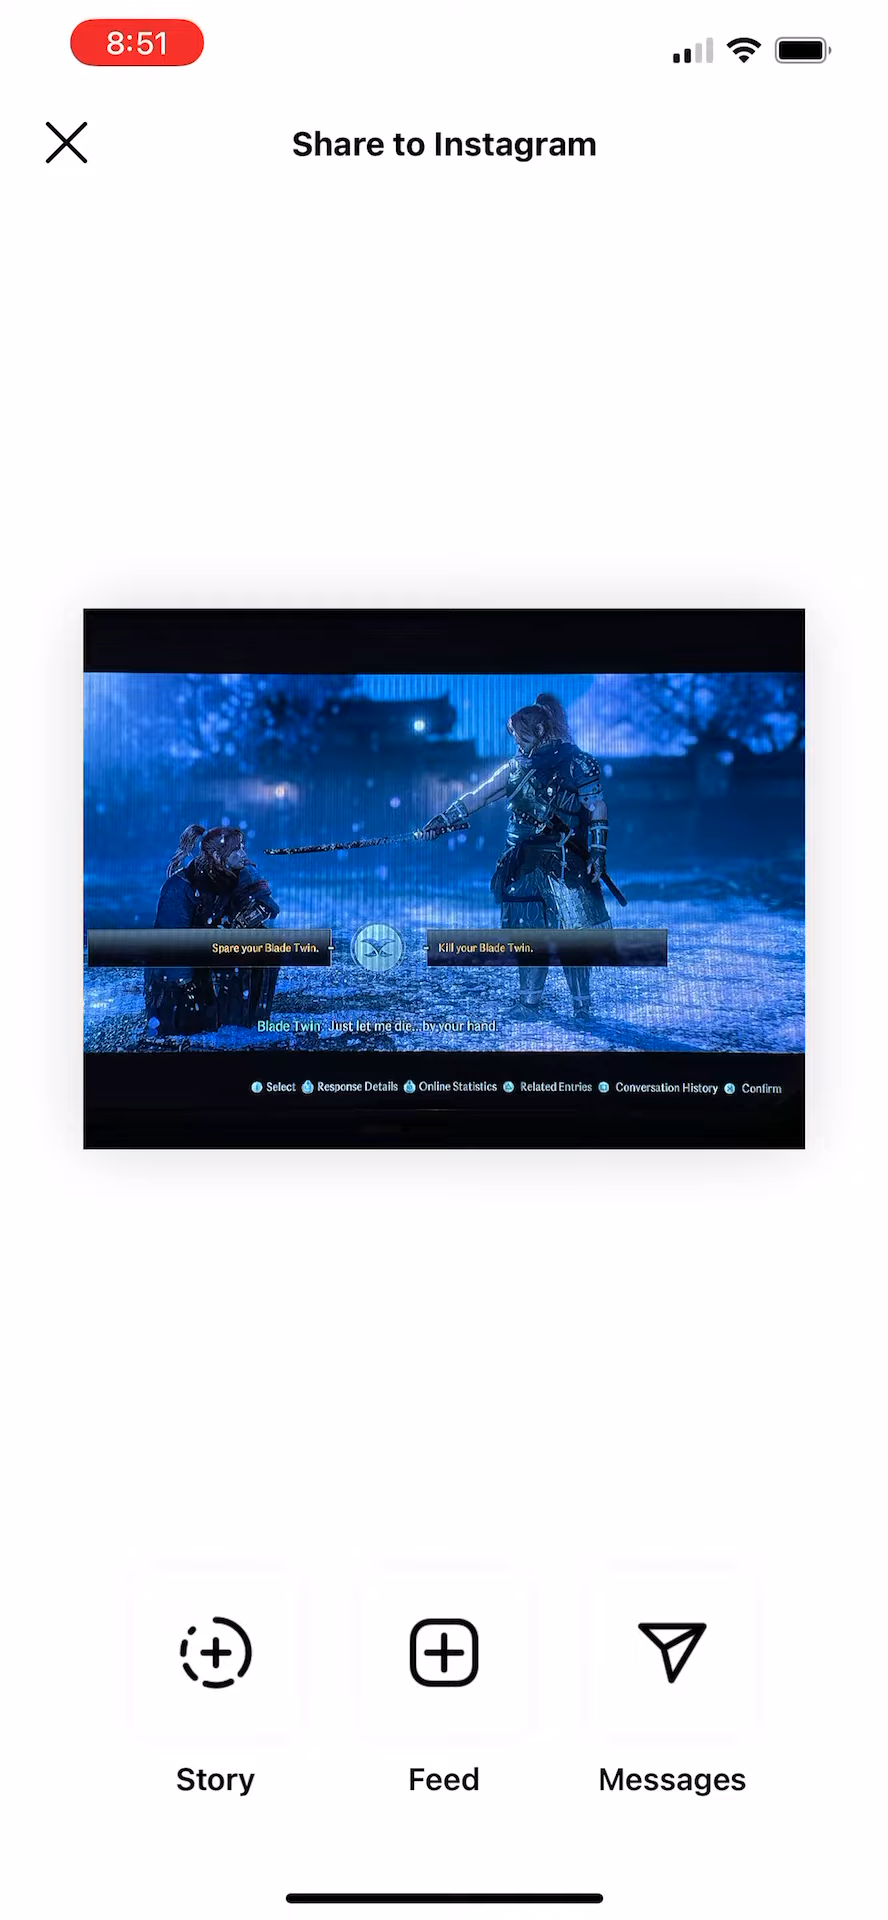 8:51
Share to Instagram
Spare your Blade Twin.
Kill your Blade Twin.
Blade Twin: Just let me die...by your hand.
Select Response Details Online Statistics Related Entries Conversation History Confirm
Story
Feed
Messages